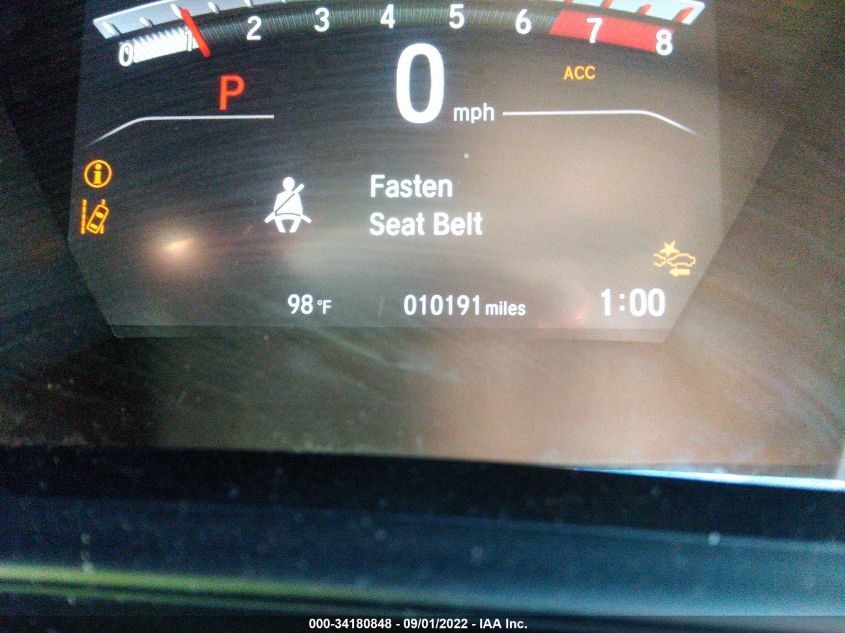 0 1 2 3 4 5 6 7 8
P 0 mph ACC
Fasten
Seat Belt
98 °F 010191 miles 1:00
000-34180848 - 09/01/2022 - IAA Inc.